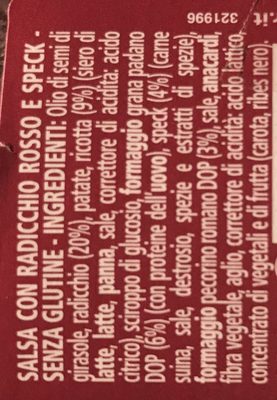 SALSA CON RADICCHIO ROSSO E SPECK -
SENZA GLUTINE - INGREDIENTI: Olio di semi di
girasole, radicchio (20%), patate, ricotta (9%) (siero di
latte, latte, panna, sale, correttore di acidità: acido
citrico), sciroppo di glucosio, formaggio grana padano
DOP (6%) (con proteine dell'uovo), speck (4%) (carne
suina, sale, destrosio, spezie e estratti di spezie),
formaggio pecorino romano DOP (3%), sale, anacardi,
fibra vegetale, aglio, correttore di acidità: acido lattico,
concentrato di vegetali e di frutta (carota, ribes nero),
321996
r.it